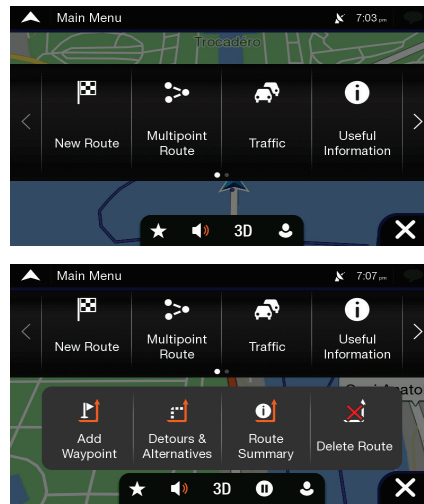 Main Menu
7:03 pm
Trocadero
New Route
Multipoint
Route
Traffic
Useful
Information
3D
Main Menu
7:07 pm
New Route
Multipoint
Route
Traffic
Useful
Information
Add
Waypoint
Detours &
Alternatives
Route
Summary
Delete Route
3D